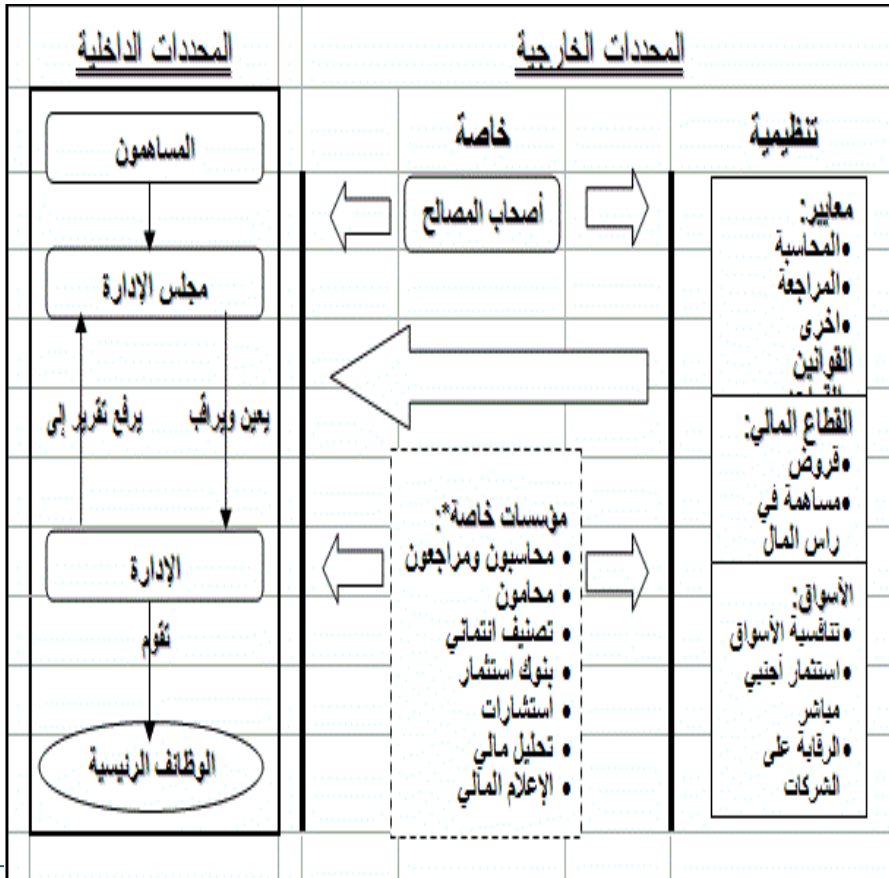 المحددات الخارجية
المحددات الداخلية
تنظيمية
خاصة
معايير:
•المحاسبة
•المراجعة
•اخرى
القوانين
القطاع المالي:
•قروض
•مساهمة في
راس المال
الأسواق:
•تنافسية الأسواق
•استثمار أجنبي
مباشر
•الرقابة على
الشركات
أصحاب المصالح
مؤسسات خاصة*:
• محاسبون ومراجعون
• محامون
• تصنيف ائتماني
• بنوك استثمار
• استشارات
• تحليل مالي
• الإعلام المالي
المساهمون
مجلس الإدارة
يعين ويراقب
يرفع تقرير إلى
الإدارة
تقوم
الوظائف الرئيسية